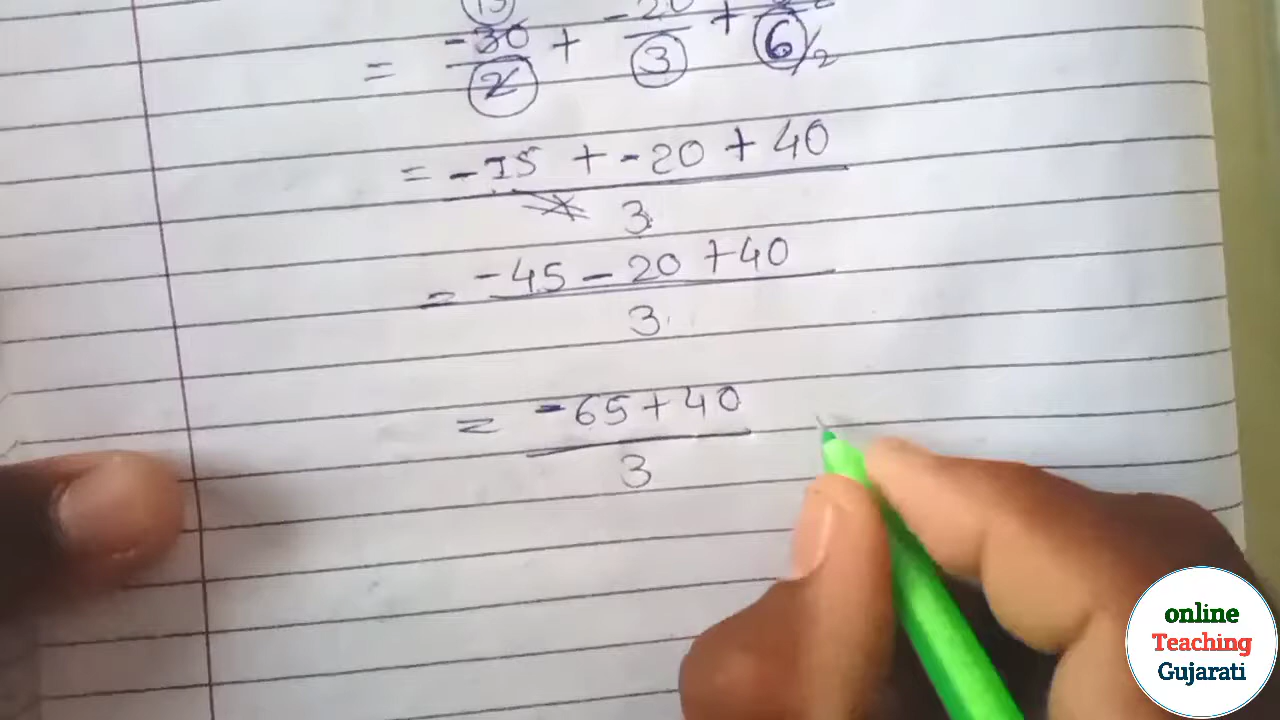 15
= -30/2 + -20/3 + /6 2
= -15 + -20 + 40 / 3
= -45 - 20 + 40 / 3
= -65 + 40 / 3
online
Teaching
Gujarati